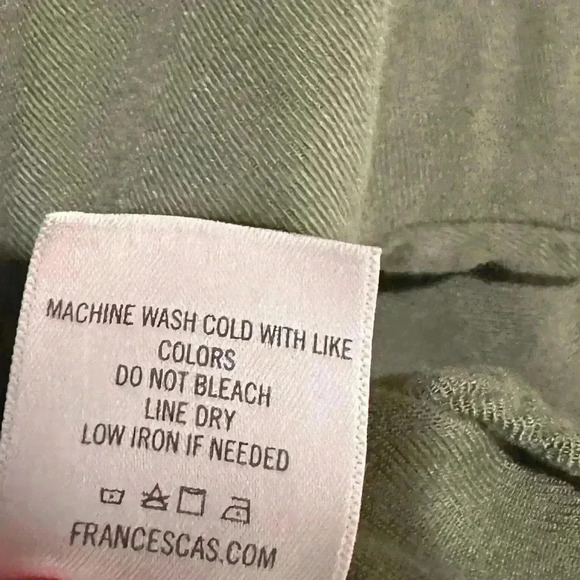 MACHINE WASH COLD WITH LIKE
COLORS
DO NOT BLEACH
LINE DRY
LOW IRON IF NEEDED
FRANCESCAS.COM